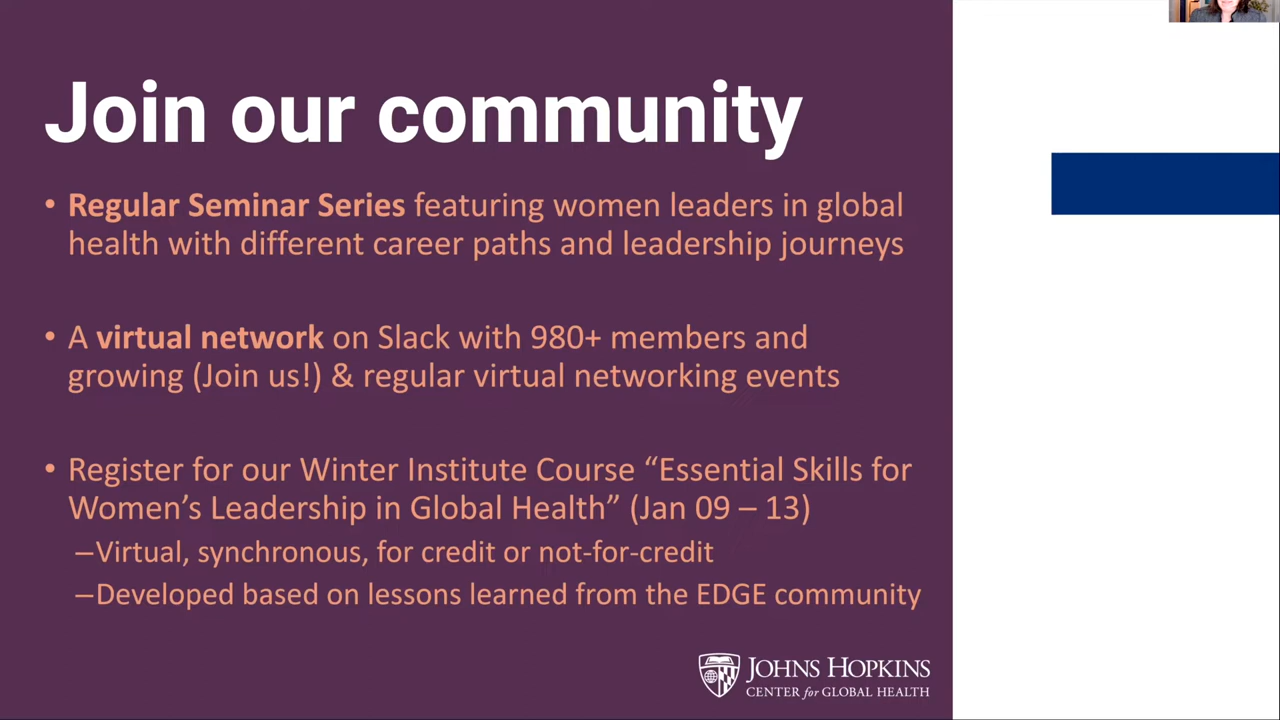 Join our community
• Regular Seminar Series featuring women leaders in global
health with different career paths and leadership journeys
• A virtual network on Slack with 980+ members and
growing (Join us!) & regular virtual networking events
• Register for our Winter Institute Course “Essential Skills for
Women’s Leadership in Global Health” (Jan 09 – 13)
–Virtual, synchronous, for credit or not-for-credit
–Developed based on lessons learned from the EDGE community
JOHNS HOPKINS
CENTER for GLOBAL HEALTH